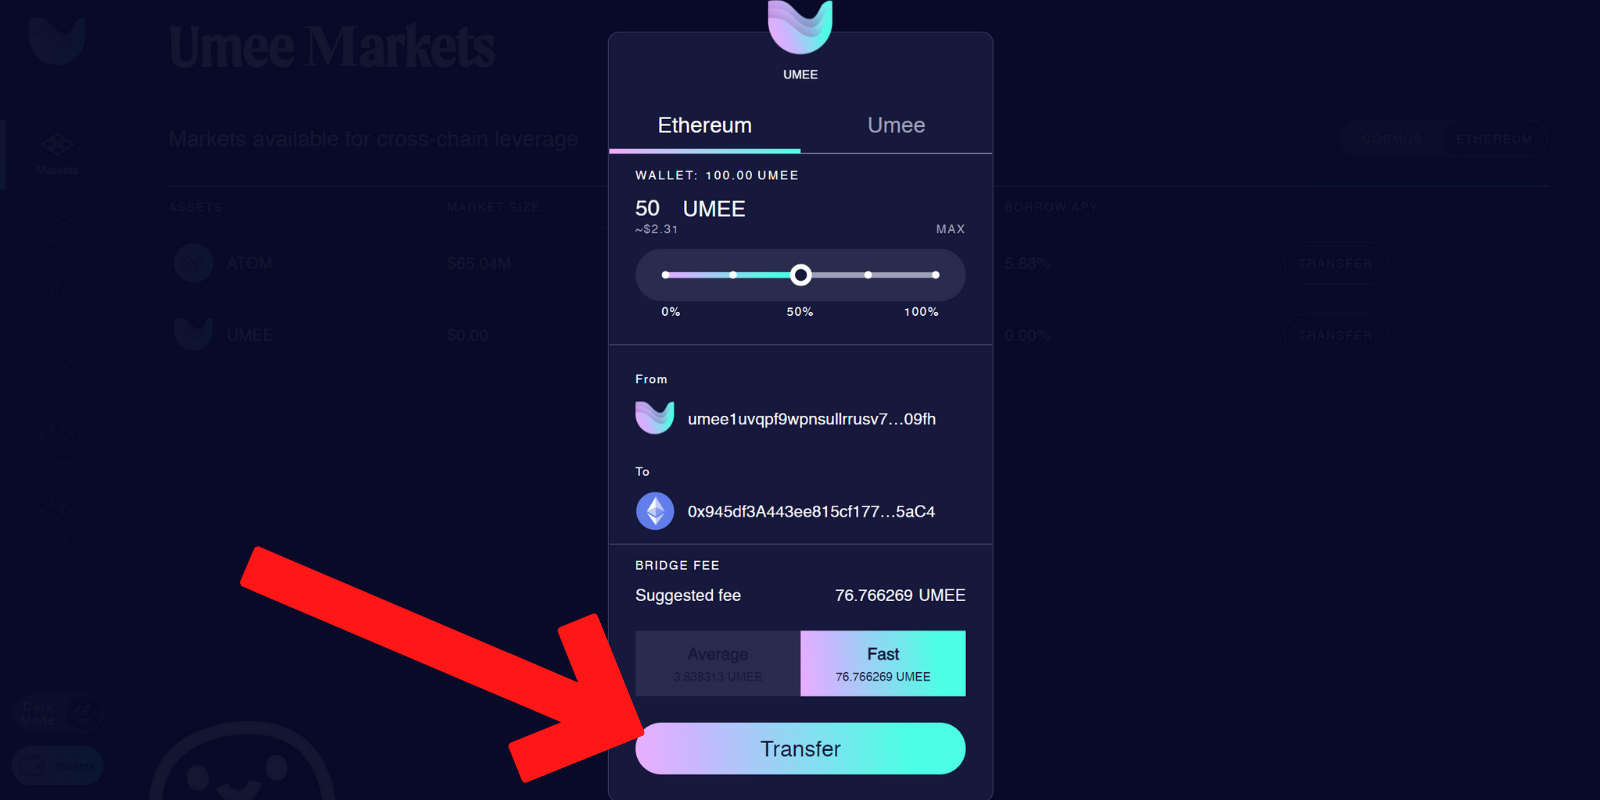 Umee Markets
UMEE
Ethereum Umee
Markets available for cross-chain leverage
COSMOS ETHEREUM
Markets
WALLET: 100.00 UMEE
ASSETS MARKET SIZE BORROW APY
50 UMEE
~$2.31 MAX
ATOM $65.04M 5.88% TRANSFER
0% 50% 100%
UMEE $0.00 0.00% TRANSFER
From
umee1uvqpf9wpnsullrrusv7...09fh
To
0x945df3A443ee815cf177...5aC4
BRIDGE FEE
Suggested fee 76.766269 UMEE
Average Fast
3.838313 UMEE 76.766269 UMEE
Dark
Mode
Transfer
Wallets